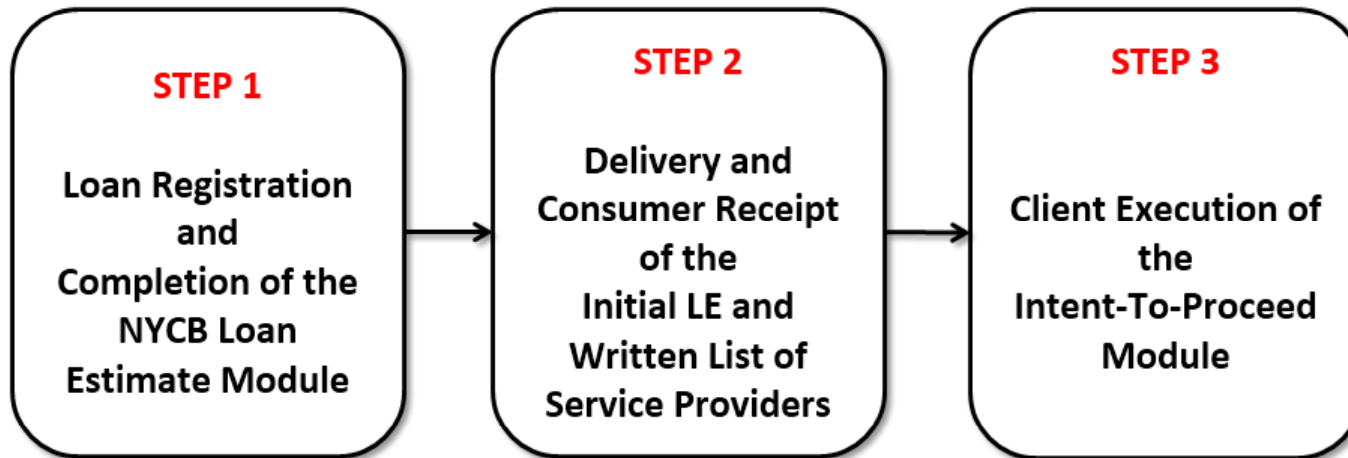 STEP 1
Loan Registration
and
Completion of the
NYCB Loan
Estimate Module
STEP 2
Delivery and
Consumer Receipt
of the
Initial LE and
Written List of
Service Providers
STEP 3
Client Execution of
the
Intent-To-Proceed
Module